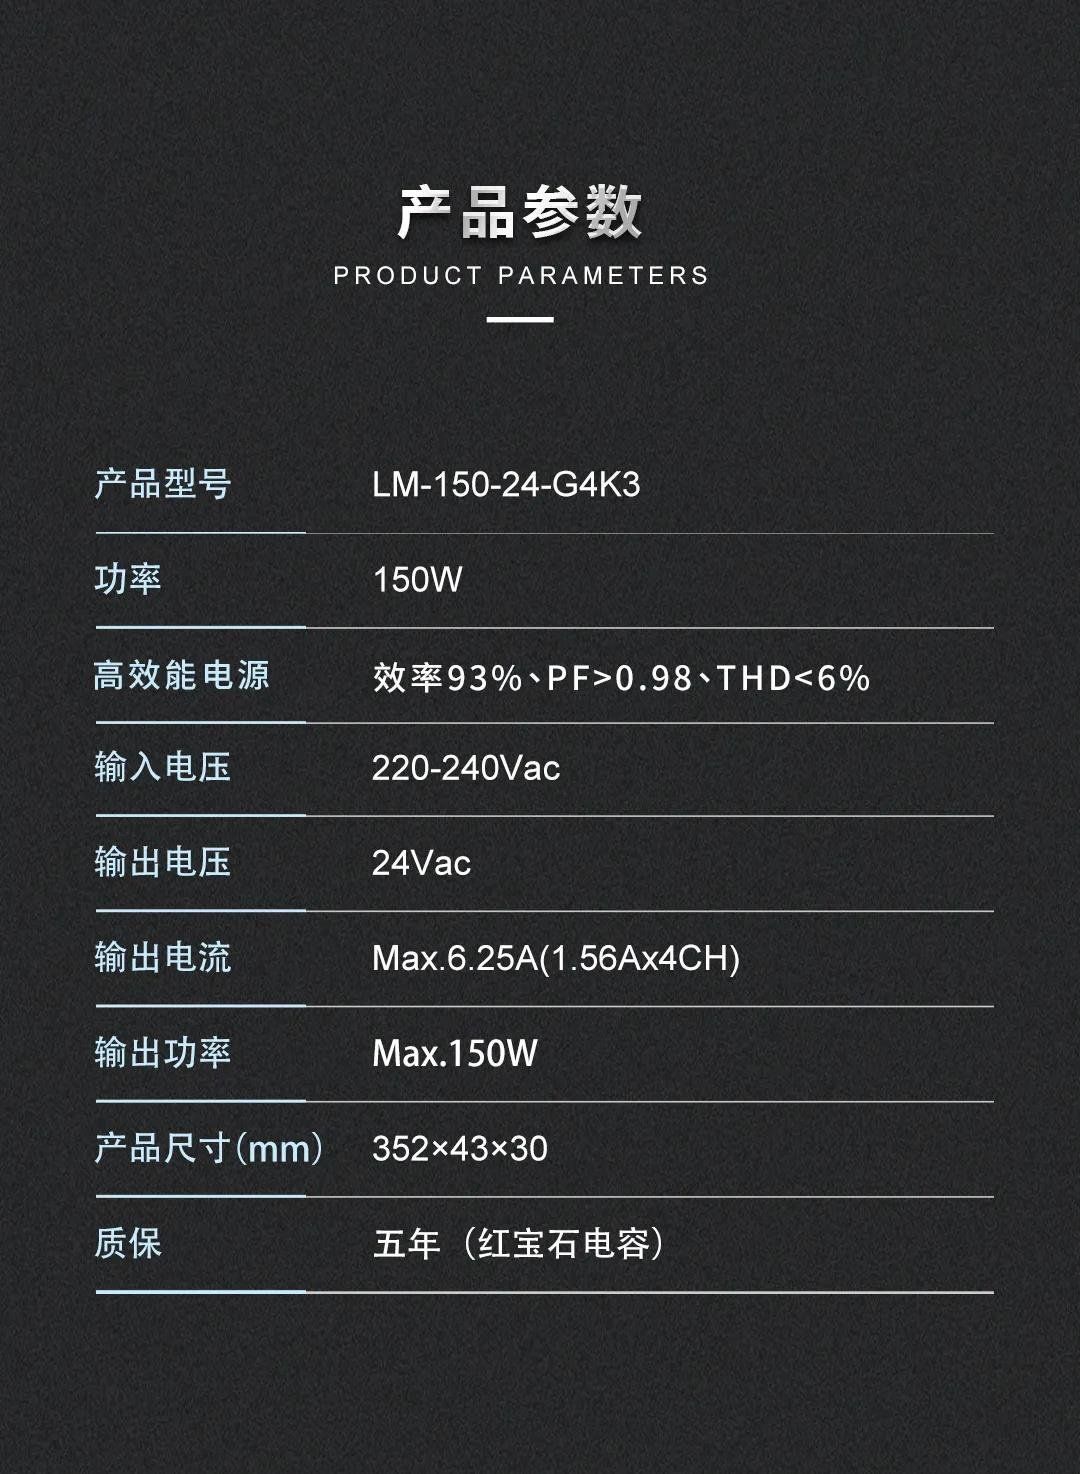 产品参数
PRODUCT PARAMETERS
产品型号 LM-150-24-G4K3
功率 150W
高效能电源 效率93%、PF>0.98、THD<6%
输入电压 220-240Vac
输出电压 24Vac
输出电流 Max.6.25A(1.56Ax4CH)
输出功率 Max.150W
产品尺寸(mm) 352×43×30
质保 五年（红宝石电容）